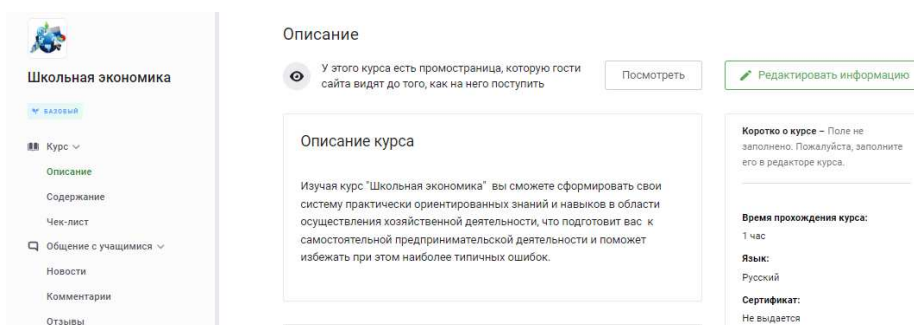 Школьная экономика
БАЗОВЫЙ
Курс
Описание
Содержание
Чек-лист
Общение с учащимися
Новости
Комментарии
Отзывы
Описание
У этого курса есть промостраница, которую гости
сайта видят до того, как на него поступить
Посмотреть
Редактировать информацию
Описание курса
Изучая курс "Школьная экономика" вы сможете сформировать свои
систему практически ориентированных знаний и навыков в области
осуществления хозяйственной деятельности, что подготовит вас к
самостоятельной предпринимательской деятельности и поможет
избежать при этом наиболее типичных ошибок.
Коротко о курсе – Поле не
заполнено. Пожалуйста, заполните
его в редакторе курса.
Время прохождения курса:
1 час
Язык:
Русский
Сертификат:
Не выдается